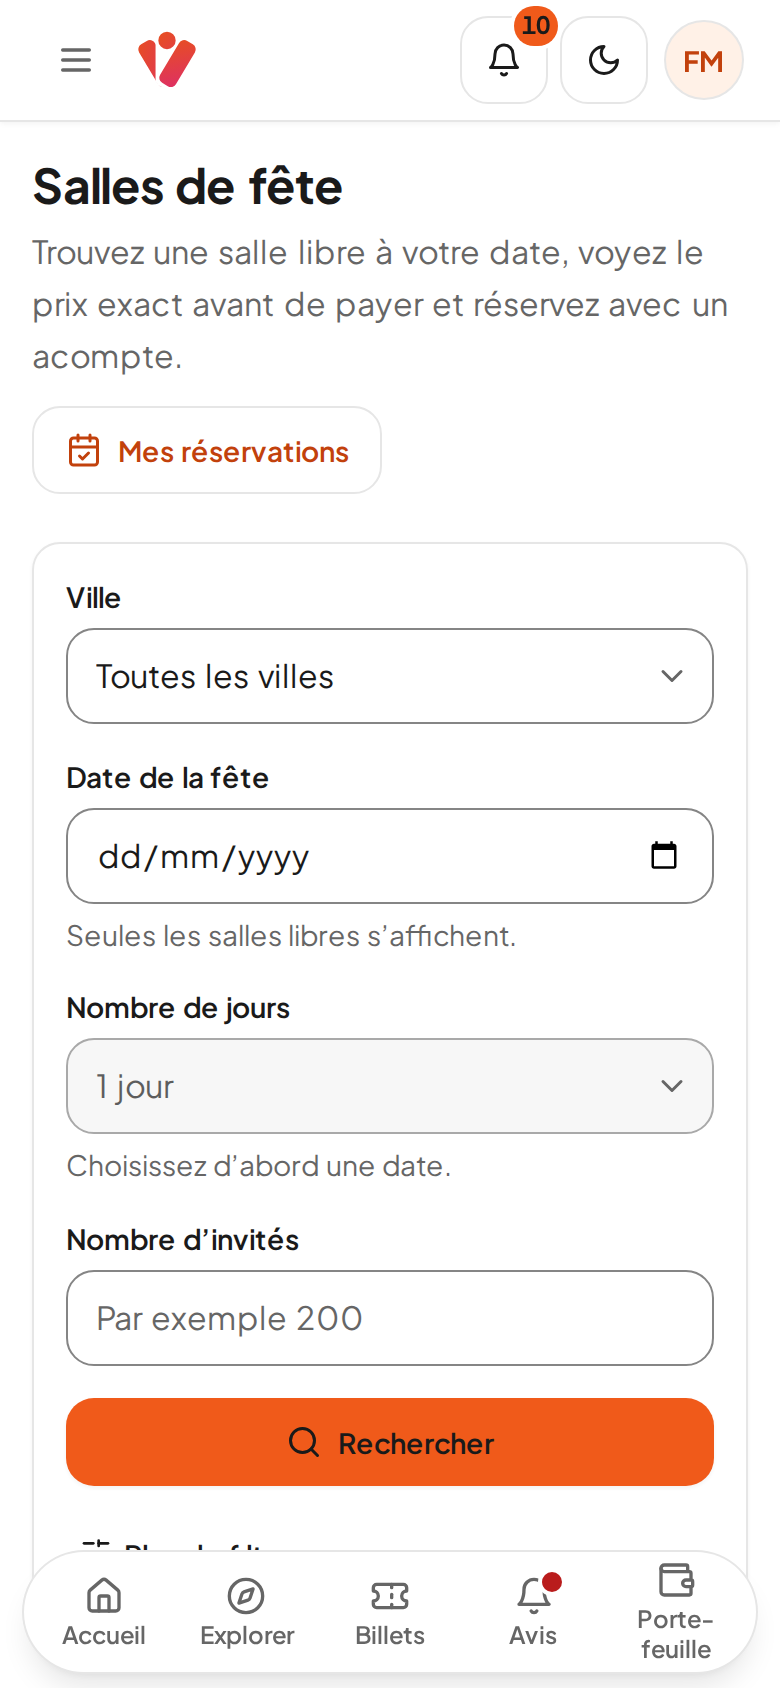 10
FM
Salles de fête
Trouvez une salle libre à votre date, voyez le
prix exact avant de payer et réservez avec un
acompte.
Mes réservations
Ville
Toutes les villes
Date de la fête
dd/mm/yyyy
Seules les salles libres s’affichent.
Nombre de jours
1 jour
Choisissez d’abord une date.
Nombre d’invités
Par exemple 200
Rechercher
Accueil
Explorer
Billets
Avis
Porte-
feuille